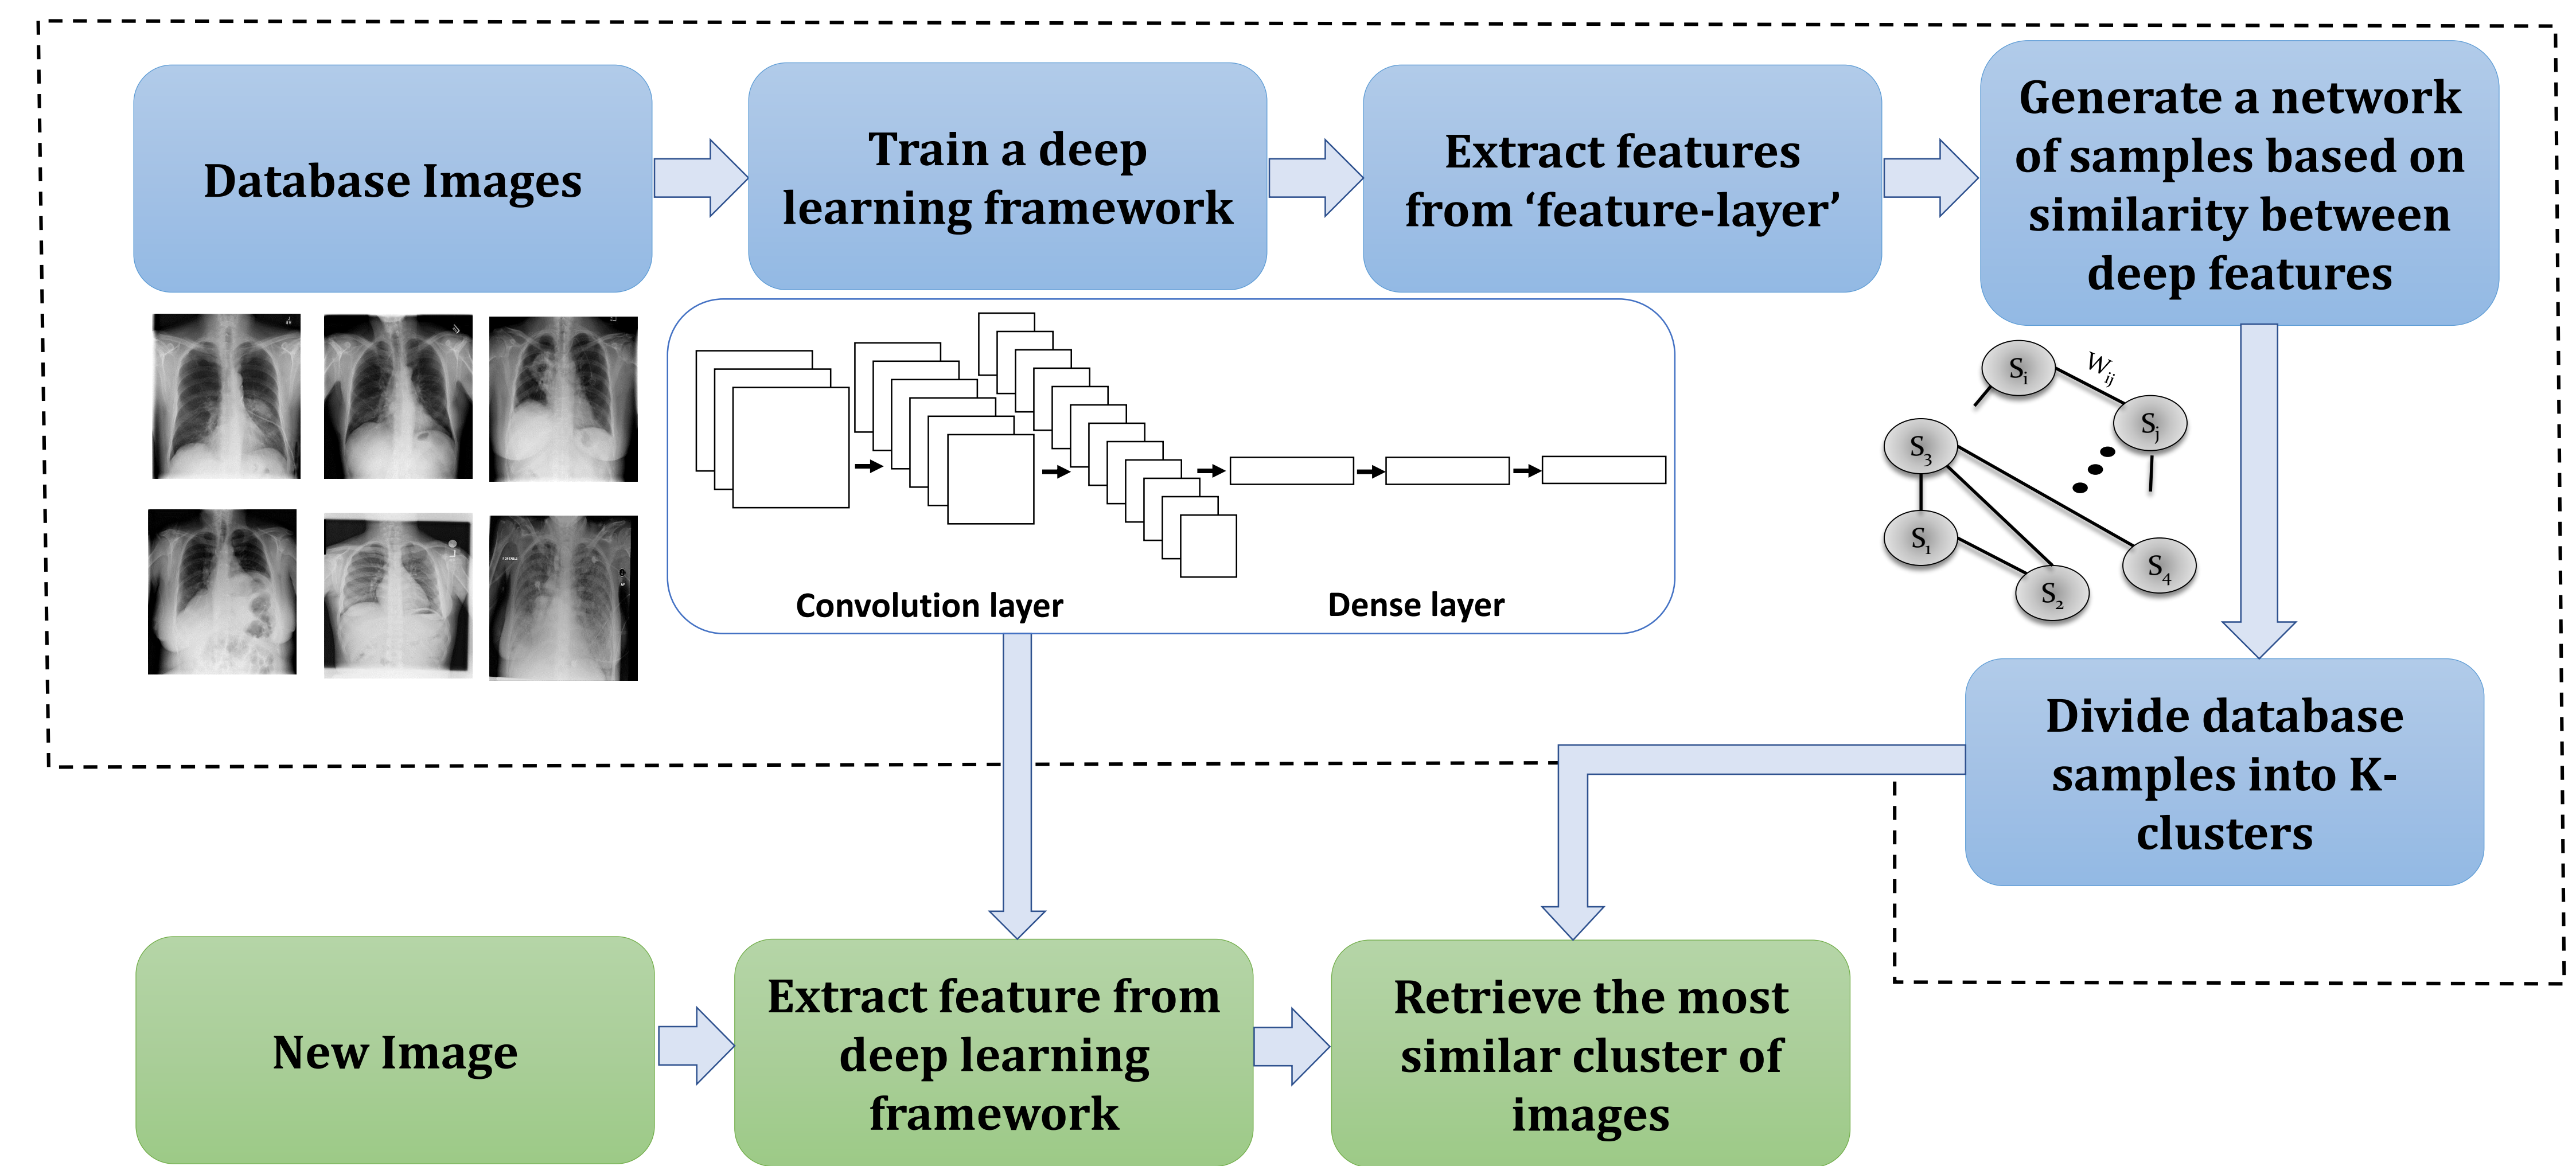 Database Images
Train a deep
learning framework
Extract features
from ‘feature-layer’
Generate a network
of samples based on
similarity between
deep features
Convolution layer
Dense layer
Si
Wij
Sj
S3
S1
S2
S4
Divide database
samples into K-
clusters
New Image
Extract feature from
deep learning
framework
Retrieve the most
similar cluster of
images